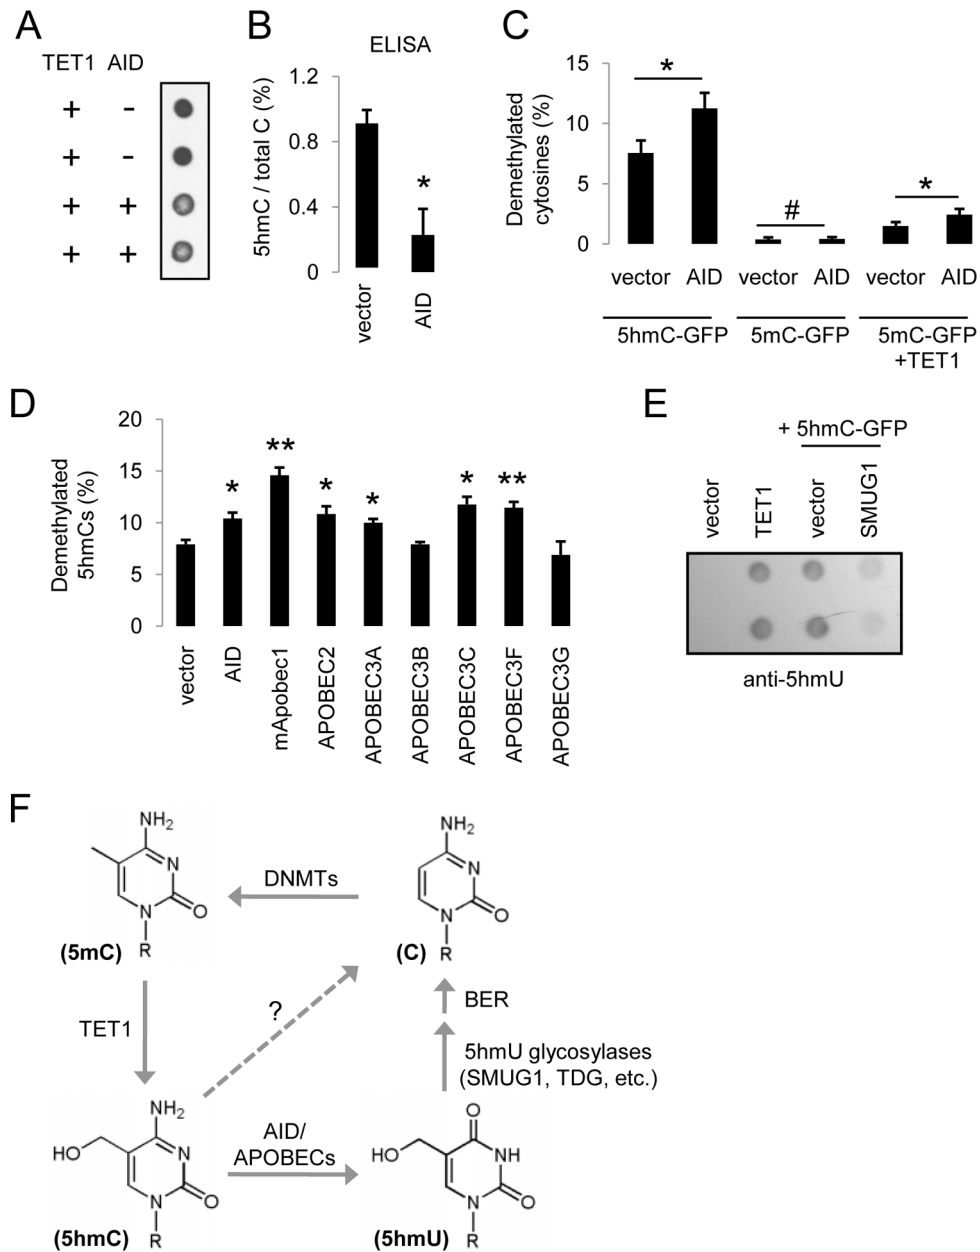 A
TET1 AID
+ -
+ -
+ +
+ +
B
ELISA
5hmC / total C (%)
1.2
0.8
0.4
0
*
vector
AID
C
Demethylated
cytosines (%)
15
10
5
0
*
#
*
vector AID vector AID vector AID
5hmC-GFP 5mC-GFP 5mC-GFP
+TET1
D
Demethylated
5hmCs (%)
20
15
10
5
0
* ** * * * **
vector
AID
mApobec1
APOBEC2
APOBEC3A
APOBEC3B
APOBEC3C
APOBEC3F
APOBEC3G
E
+ 5hmC-GFP
vector
TET1
vector
SMUG1
anti-5hmU
F
NH2
N
N
O
R
(5mC)
DNMTs
NH2
N
N
O
R
(C)
TET1
?
BER
5hmU glycosylases
(SMUG1, TDG, etc.)
NH2
HO
N
N
O
R
(5hmC)
AID/
APOBECs
O
HO
NH
N
O
R
(5hmU)